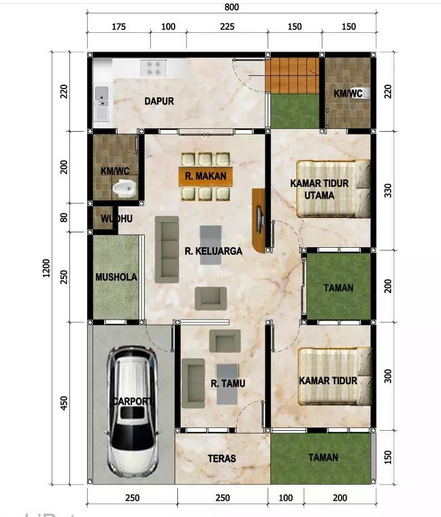 800
175 100 225 150 150
220
DAPUR
KM/WC
220
200
KM/WC
R. MAKAN
KAMAR TIDUR
UTAMA
330
80
WUDHU
1200
250
MUSHOLA
R. KELUARGA
TAMAN
200
450
CARPORT
R. TAMU
KAMAR TIDUR
300
TERAS
TAMAN
150
250 250 100 200